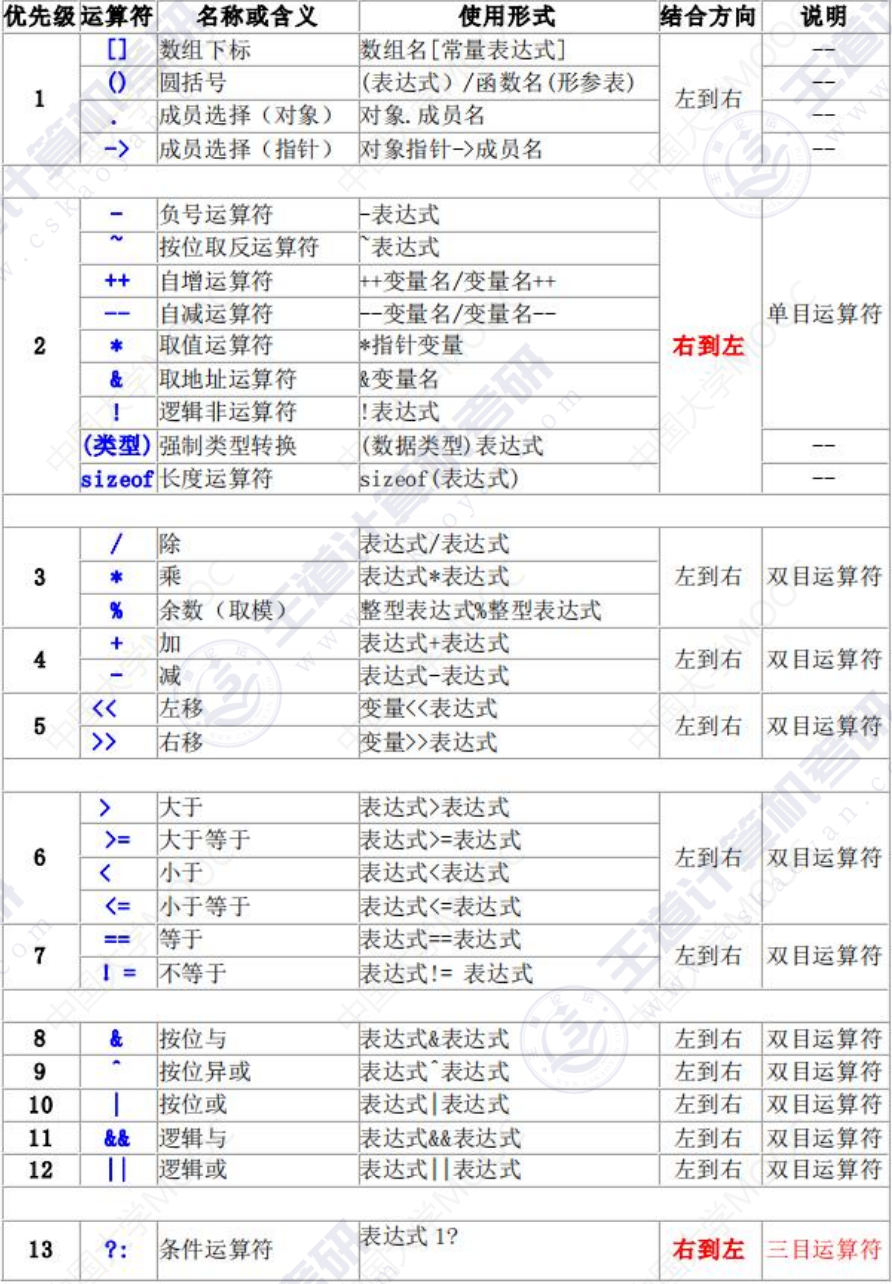 优先级 运算符 名称或含义 使用形式 结合方向 说明
1 [] 数组下标 数组名[常量表达式] 左到右 --
() 圆括号 (表达式）/函数名(形参表) --
. 成员选择（对象） 对象.成员名 --
-> 成员选择（指针） 对象指针->成员名 --
2 - 负号运算符 -表达式 右到左 单目运算符
~ 按位取反运算符 ~表达式
++ 自增运算符 ++变量名/变量名++
-- 自减运算符 --变量名/变量名--
* 取值运算符 *指针变量
& 取地址运算符 &变量名
! 逻辑非运算符 !表达式
(类型) 强制类型转换 (数据类型)表达式 --
sizeof 长度运算符 sizeof(表达式) --
3 / 除 表达式/表达式 左到右 双目运算符
* 乘 表达式*表达式
% 余数（取模） 整型表达式%整型表达式
4 + 加 表达式+表达式 左到右 双目运算符
- 减 表达式-表达式
5 << 左移 变量<<表达式 左到右 双目运算符
>> 右移 变量>>表达式
6 > 大于 表达式>表达式 左到右 双目运算符
>= 大于等于 表达式>=表达式
< 小于 表达式<表达式
<= 小于等于 表达式<=表达式
7 == 等于 表达式==表达式 左到右 双目运算符
! = 不等于 表达式!= 表达式
8 & 按位与 表达式&表达式 左到右 双目运算符
9 ^ 按位异或 表达式^表达式 左到右 双目运算符
10 | 按位或 表达式|表达式 左到右 双目运算符
11 && 逻辑与 表达式&&表达式 左到右 双目运算符
12 || 逻辑或 表达式||表达式 左到右 双目运算符
13 ?: 条件运算符 表达式 1? 右到左 三目运算符
王道计算机考研
中国大学MOOC